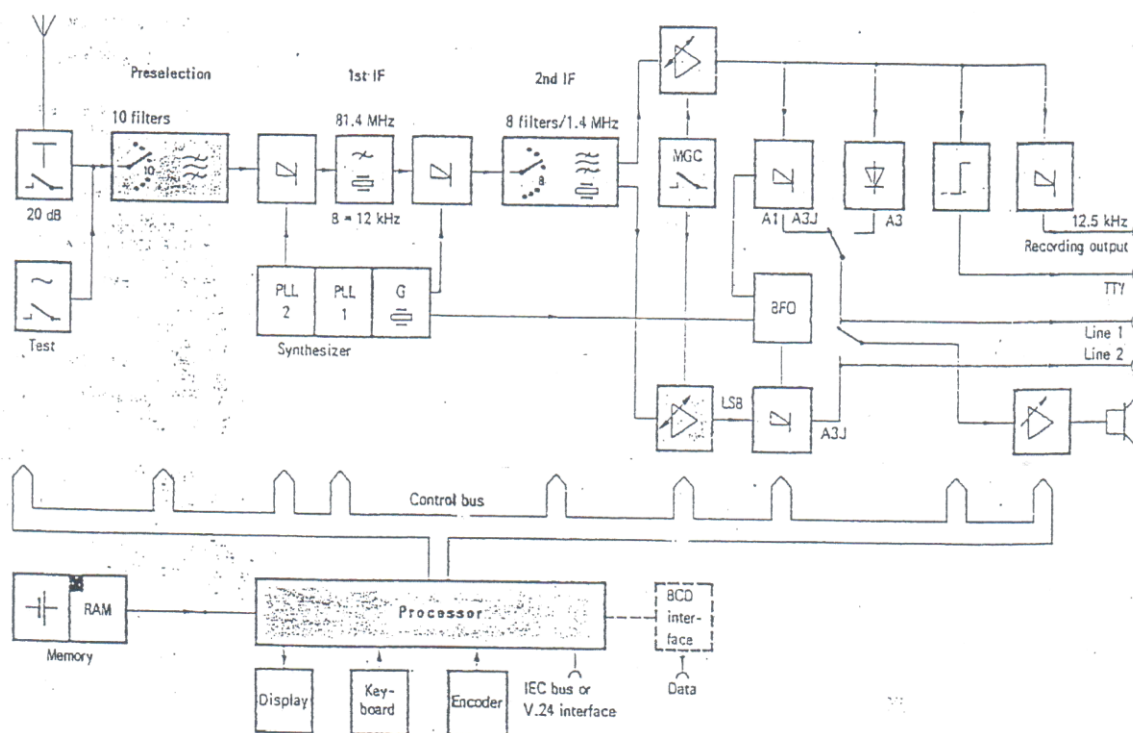 Preselection
1st IF
2nd IF
10 filters
81.4 MHz
8 filters/1.4 MHz
10
8
MGC
20 dB
B = 12 kHz
A1 A3J
A3
12.5 kHz
Recording output
TTY
PLL
2
PLL
1
G
BFO
Test
Synthesizer
Line 1
Line 2
LSB
A3J
Control bus
RAM
Processor
BCD
inter-
face
Memory
Display
Key-
board
Encoder
IEC bus or
V.24 interface
Data